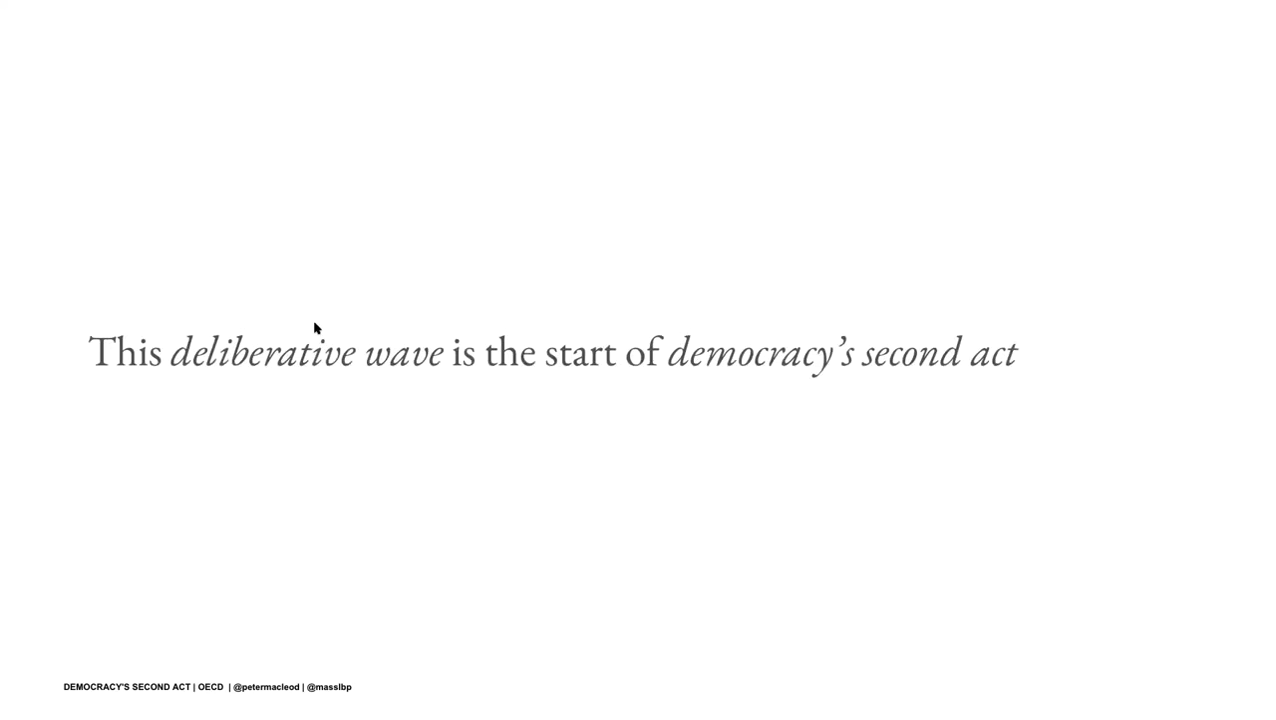 This deliberative wave is the start of democracy’s second act
DEMOCRACY'S SECOND ACT | OECD | @petermacleod | @masslbp